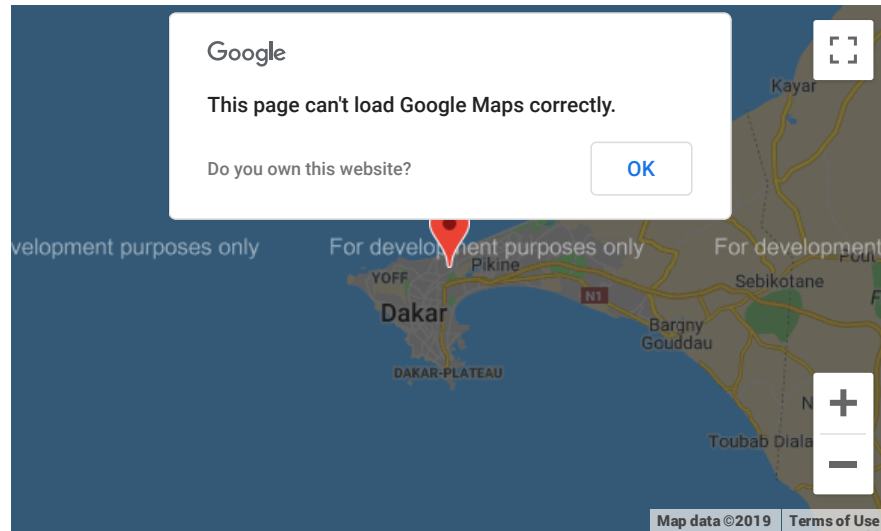 Google
This page can't load Google Maps correctly.
Do you own this website?
OK
Kayar
velopment purposes only
For development purposes only
For development
Pout
YOFF
Pikine
Sebikotane
N1
F
Dakar
Bargny
Gouddau
DAKAR-PLATEAU
N
Toubab Diala
Map data ©2019
Terms of Use